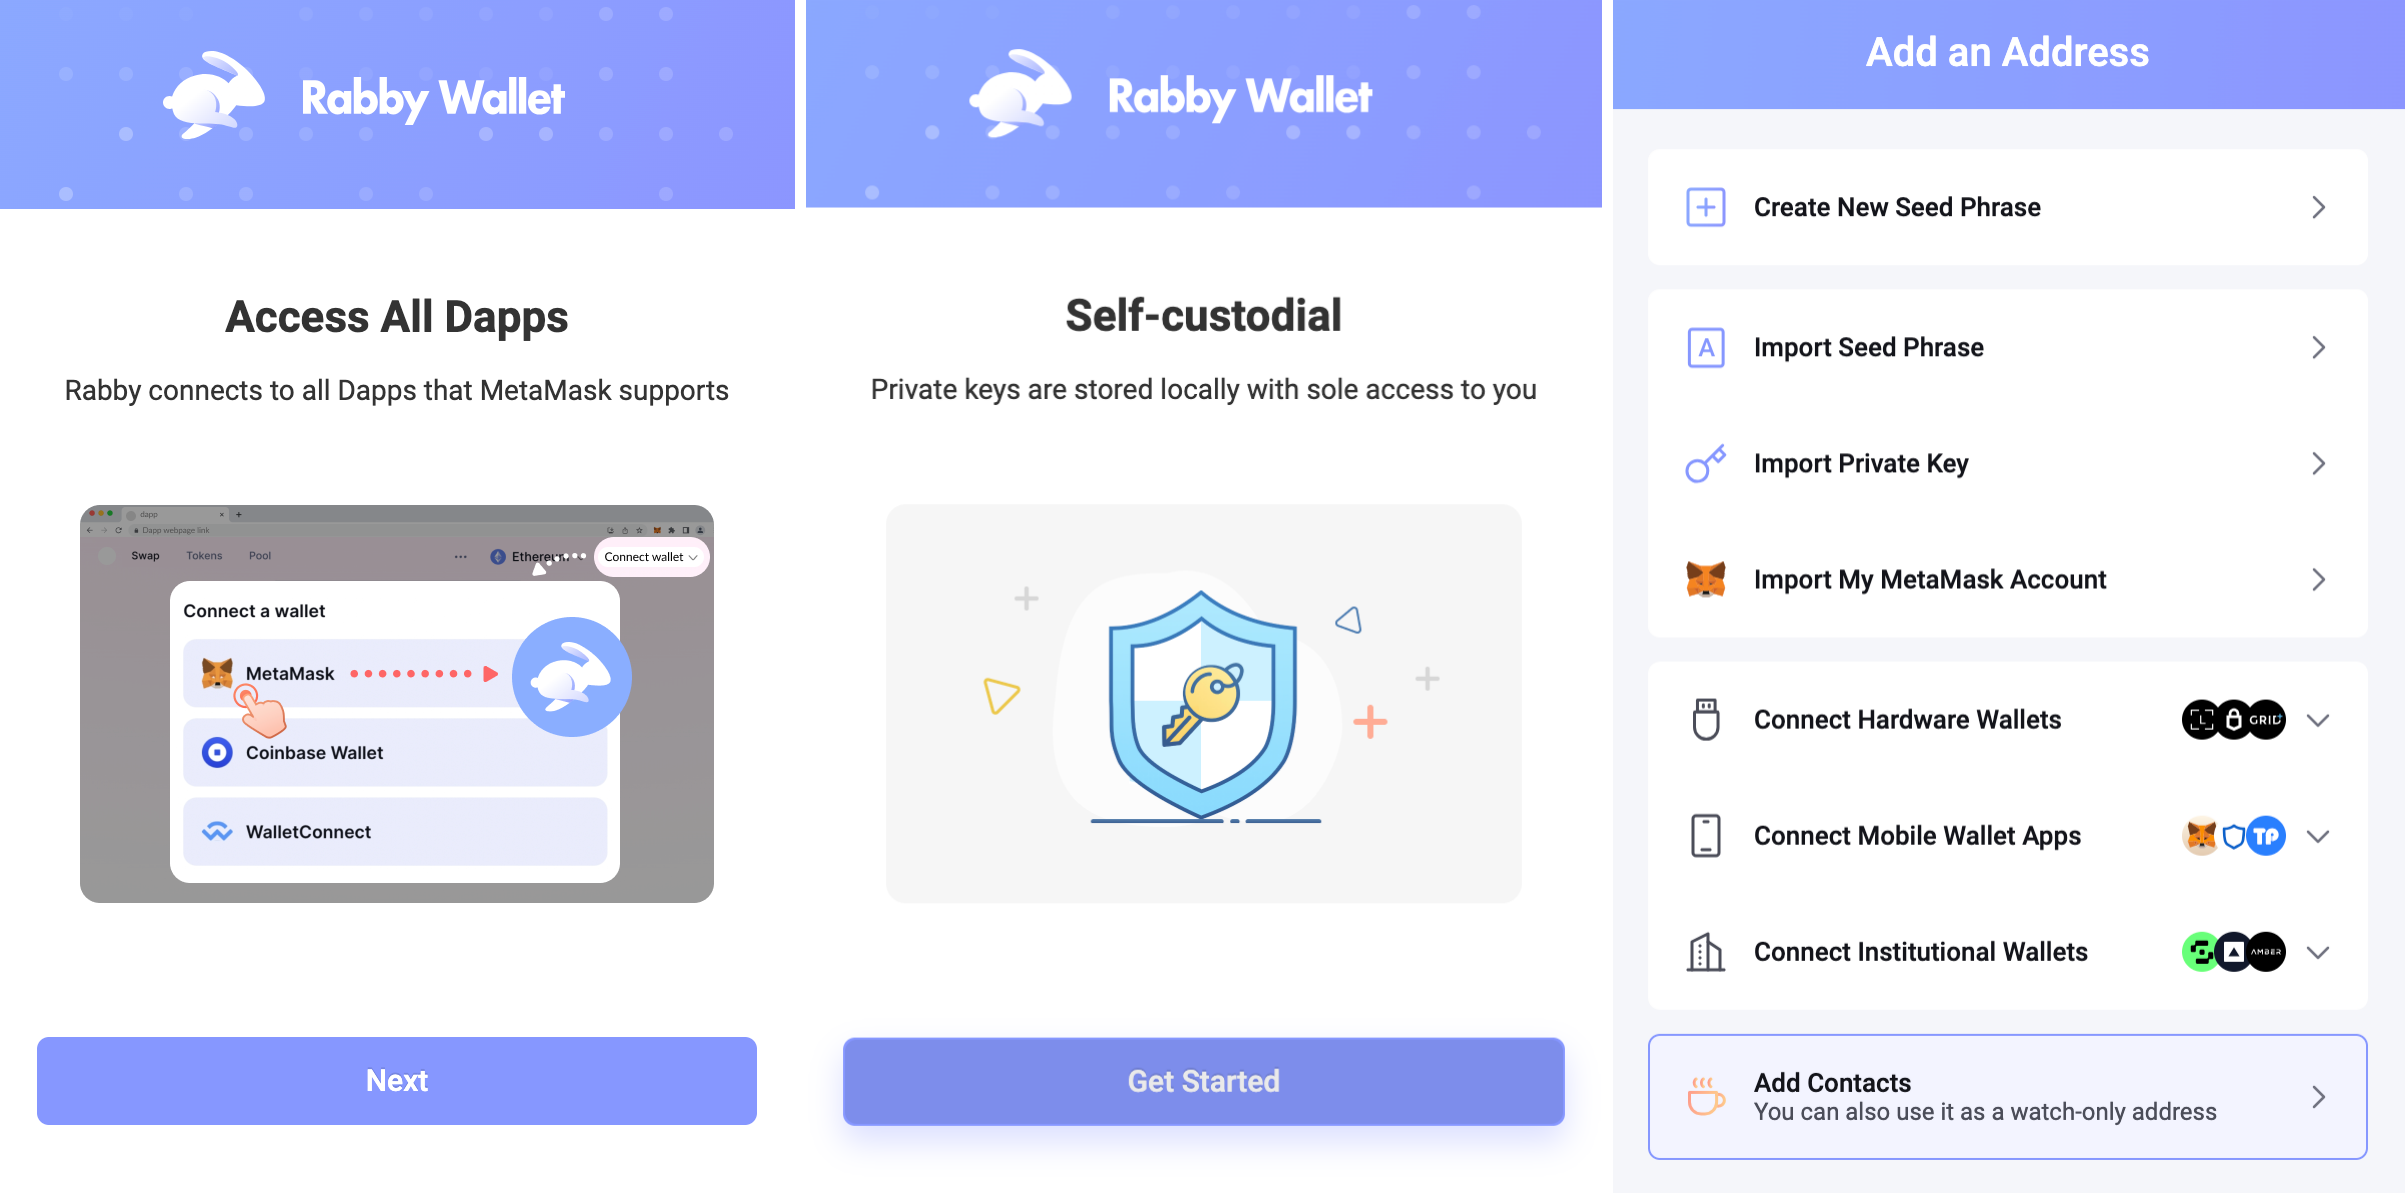 Rabby Wallet
Access All Dapps
Rabby connects to all Dapps that MetaMask supports
dapp
Dapp webpage link
Swap
Tokens
Pool
Ethereum
Connect wallet
Connect a wallet
MetaMask
Coinbase Wallet
WalletConnect
Next
Rabby Wallet
Self-custodial
Private keys are stored locally with sole access to you
Get Started
Add an Address
Create New Seed Phrase
A
Import Seed Phrase
Import Private Key
Import My MetaMask Account
Connect Hardware Wallets
L
GRID+
Connect Mobile Wallet Apps
TP
Connect Institutional Wallets
AMBER
Add Contacts
You can also use it as a watch-only address